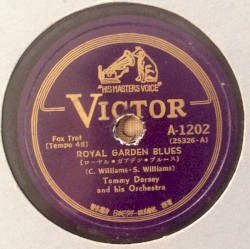 "HIS MASTER'S VOICE"
VICTOR
Fox Trot
(Tempo 48)
A-1202
(25326-A)
ROYAL GARDEN BLUES
(ローヤル・ガアデン・ブルース)
(C. Williams-S. Williams)
Tommy Dorsey
and his Orchestra